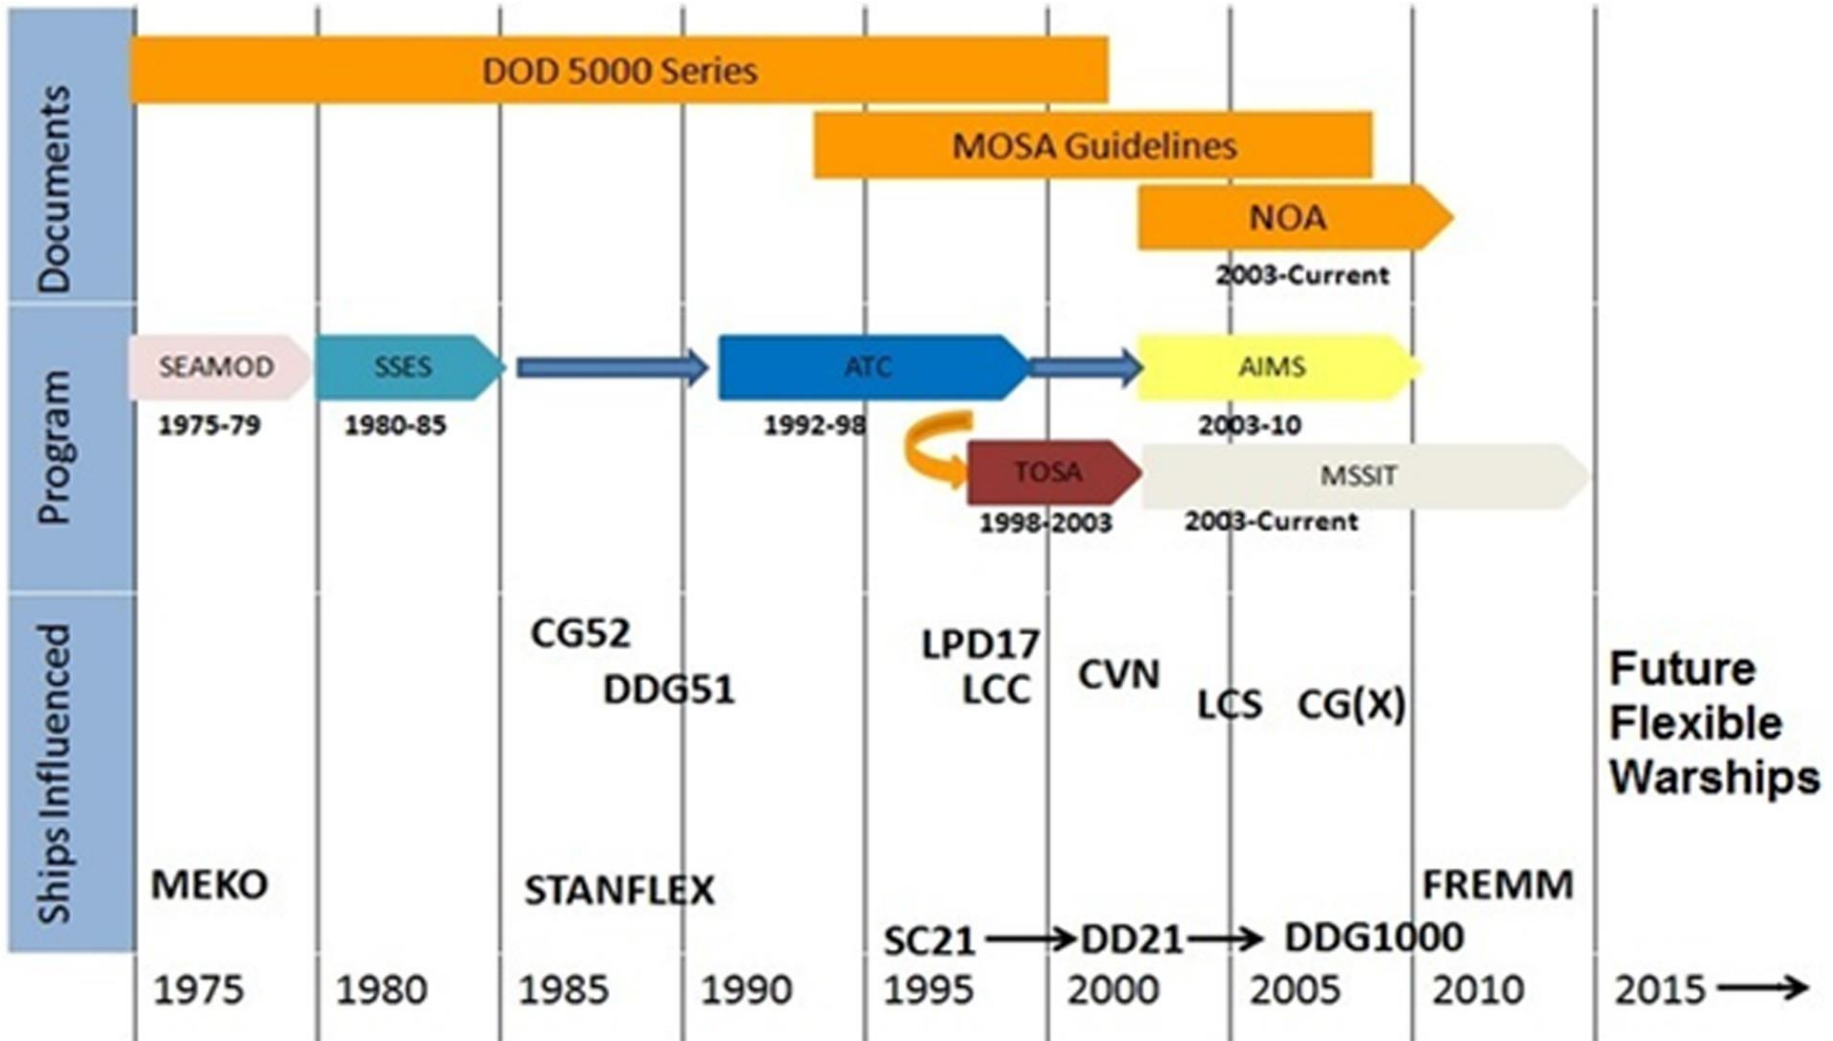 Documents
DOD 5000 Series
MOSA Guidelines
NOA
2003-Current
Program
SEAMOD
SSES
ATC
AIMS
1975-79
1980-85
1992-98
2003-10
TOSA
MSSIT
1998-2003
2003-Current
Ships Influenced
CG52
DDG51
LPD17
LCC
CVN
LCS
CG(X)
Future
Flexible
Warships
MEKO
STANFLEX
FREMM
SC21
DD21
DDG1000
1975
1980
1985
1990
1995
2000
2005
2010
2015